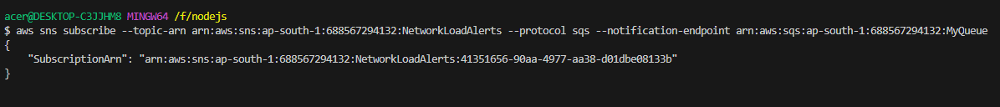 acer@DESKTOP-C3JJHM8 MINGW64 /f/nodejs
$ aws sns subscribe --topic-arn arn:aws:sns:ap-south-1:688567294132:NetworkLoadAlerts --protocol sqs --notification-endpoint arn:aws:sqs:ap-south-1:688567294132:MyQueue
{
    "SubscriptionArn": "arn:aws:sns:ap-south-1:688567294132:NetworkLoadAlerts:41351656-90aa-4977-aa38-d01dbe08133b"
}